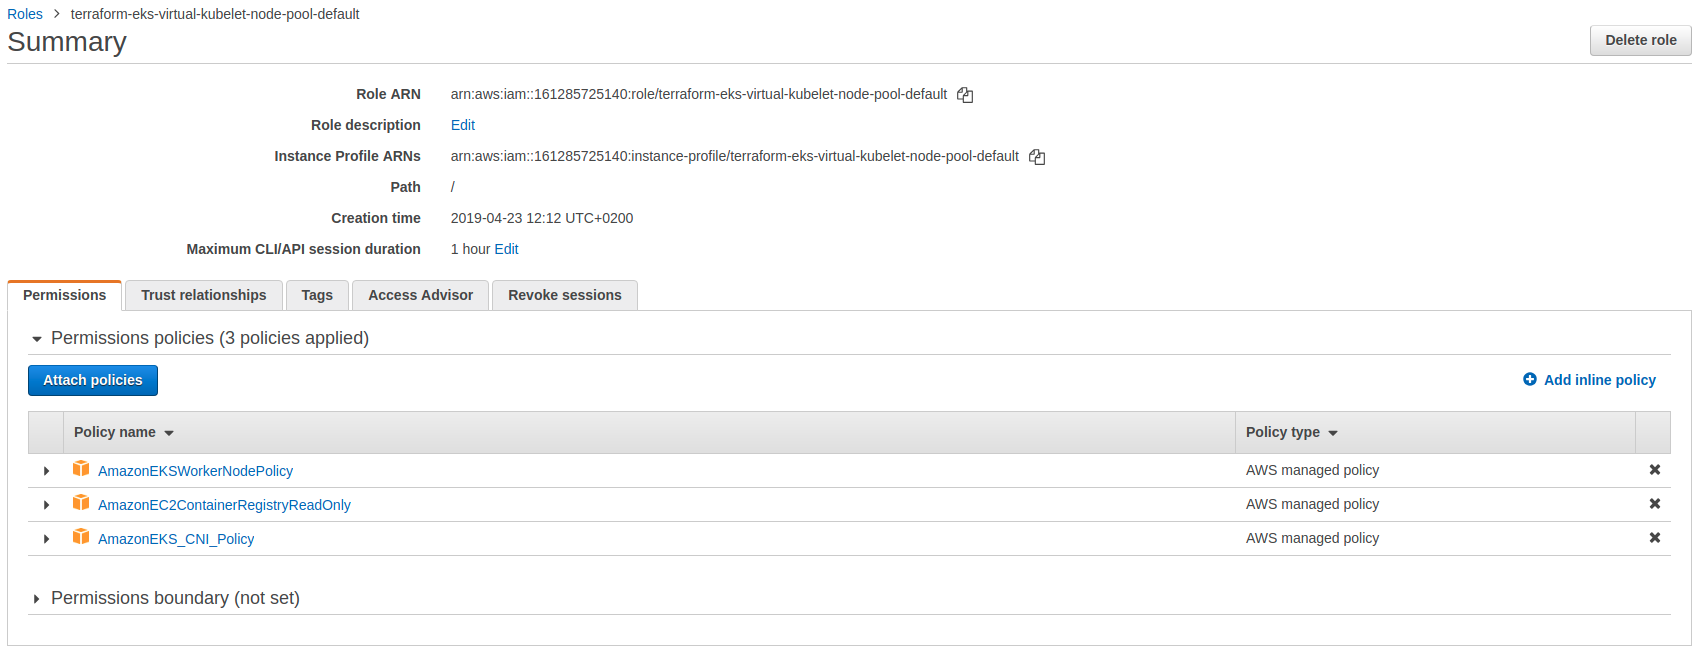 Roles > terraform-eks-virtual-kubelet-node-pool-default
Summary
Delete role
Role ARN arn:aws:iam::161285725140:role/terraform-eks-virtual-kubelet-node-pool-default
Role description Edit
Instance Profile ARNs arn:aws:iam::161285725140:instance-profile/terraform-eks-virtual-kubelet-node-pool-default
Path /
Creation time 2019-04-23 12:12 UTC+0200
Maximum CLI/API session duration 1 hour Edit
Permissions Trust relationships Tags Access Advisor Revoke sessions
Permissions policies (3 policies applied)
Attach policies Add inline policy
Policy name Policy type
AmazonEKSWorkerNodePolicy AWS managed policy
AmazonEC2ContainerRegistryReadOnly AWS managed policy
AmazonEKS_CNI_Policy AWS managed policy
Permissions boundary (not set)